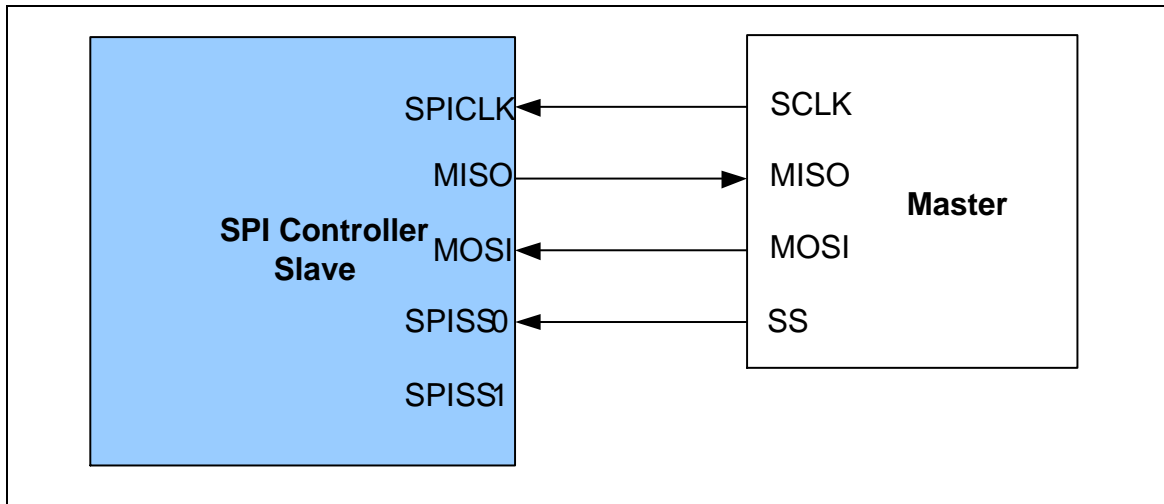 SPICLK
MISO
SPI Controller
Slave
MOSI
SPISS0
SPISS1
SCLK
MISO
Master
MOSI
SS